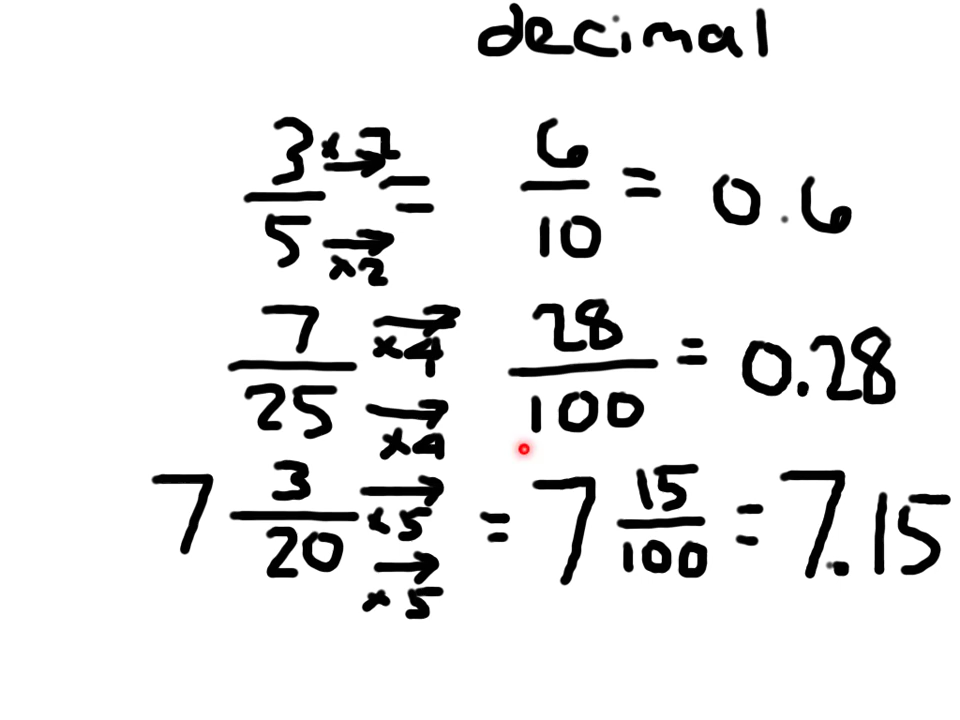 decimal
3/5 ×2/×2 = 6/10 = 0.6
7/25 ×4/×4 28/100 = 0.28
7 3/20 ×5/×5 = 7 15/100 = 7.15